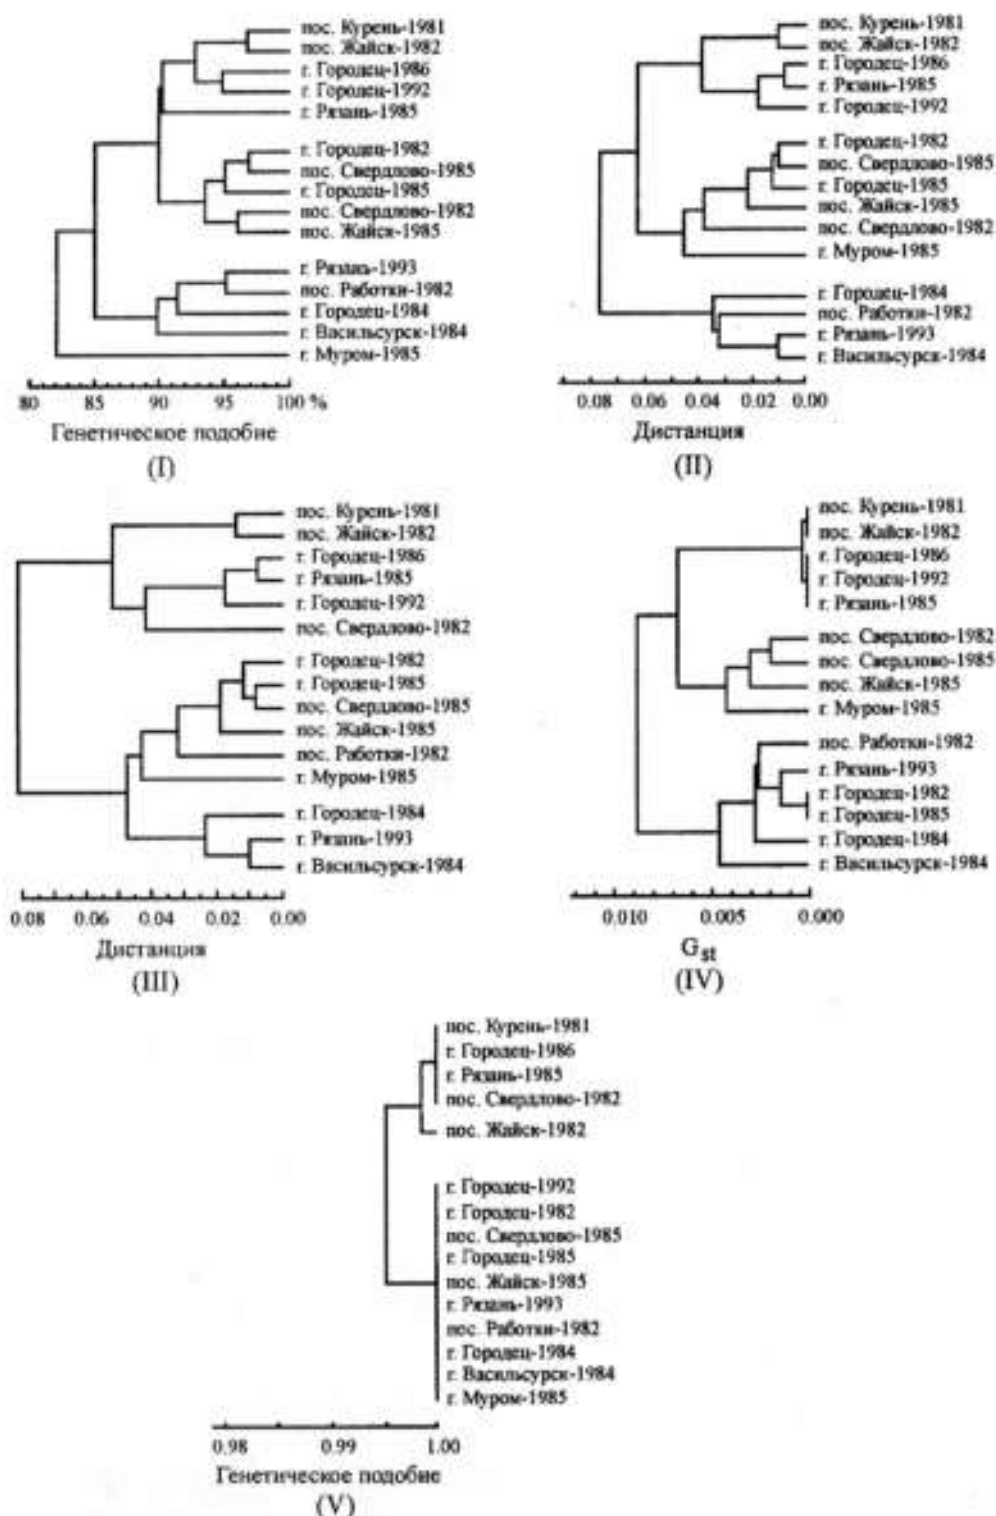 пос. Курень-1981
пос. Жайск-1982
г. Городец-1986
г. Городец-1992
г. Рязань-1985
г. Городец-1982
пос. Свердлово-1985
г. Городец-1985
пос. Свердлово-1982
пос. Жайск-1985
г. Рязань-1993
пос. Работки-1982
г. Городец-1984
г. Васильсурск-1984
г. Муром-1985
80 85 90 95 100 %
Генетическое подобие
(I)
пос. Курень-1981
пос. Жайск-1982
г. Городец-1986
г. Рязань-1985
г. Городец-1992
г. Городец-1982
пос. Свердлово-1985
г. Городец-1985
пос. Жайск-1985
пос. Свердлово-1982
г. Муром-1985
г. Городец-1984
пос. Работки-1982
г. Рязань-1993
г. Васильсурск-1984
0.08 0.06 0.04 0.02 0.00
Дистанция
(II)
пос. Курень-1981
пос. Жайск-1982
г. Городец-1986
г. Рязань-1985
г. Городец-1992
пос. Свердлово-1982
г. Городец-1982
г. Городец-1985
пос. Свердлово-1985
пос. Жайск-1985
пос. Работки-1982
г. Муром-1985
г. Городец-1984
г. Рязань-1993
г. Васильсурск-1984
0.08 0.06 0.04 0.02 0.00
Дистанция
(III)
пос. Курень-1981
пос. Жайск-1982
г. Городец-1986
г. Городец-1992
г. Рязань-1985
пос. Свердлово-1982
пос. Свердлово-1985
пос. Жайск-1985
г. Муром-1985
пос. Работки-1982
г. Рязань-1993
г. Городец-1982
г. Городец-1985
г. Городец-1984
г. Васильсурск-1984
0.010 0.005 0.000
Gst
(IV)
пос. Курень-1981
г. Городец-1986
г. Рязань-1985
пос. Свердлово-1982
пос. Жайск-1982
г. Городец-1992
г. Городец-1982
пос. Свердлово-1985
г. Городец-1985
пос. Жайск-1985
г. Рязань-1993
пос. Работки-1982
г. Городец-1984
г. Васильсурск-1984
г. Муром-1985
0.98 0.99 1.00
Генетическое подобие
(V)